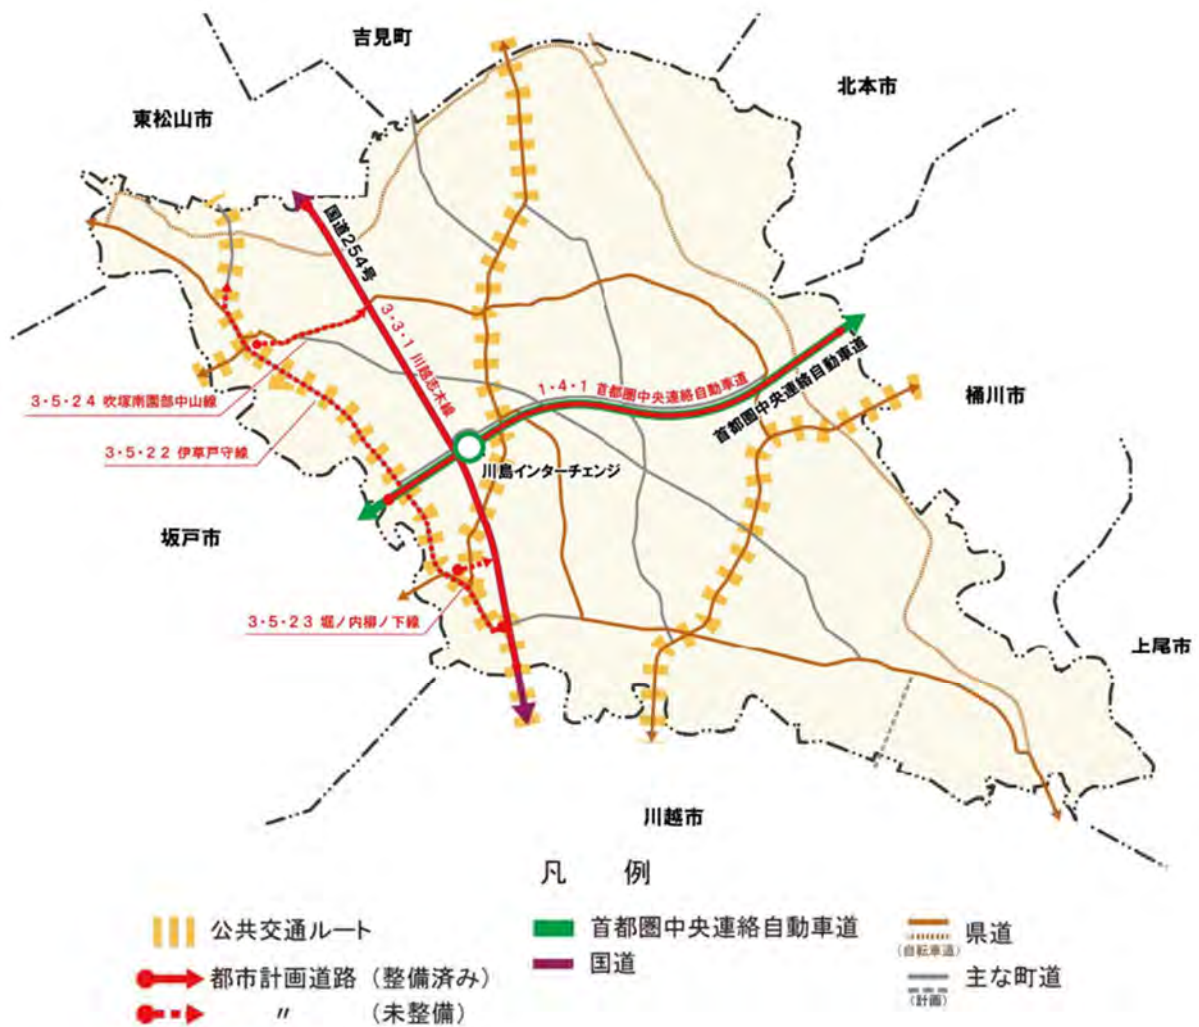 吉見町
北本市
東松山市
国道254号
3・3・1 川越志木線
1・4・1 首都圏中央連絡自動車道
首都圏中央連絡自動車道
桶川市
3・5・24 吹塚南園部中山線
3・5・22 伊草戸守線
川島インターチェンジ
坂戸市
3・5・23 堀ノ内柳ノ下線
上尾市
川越市
凡 例
公共交通ルート
都市計画道路 (整備済み)
〃 (未整備)
首都圏中央連絡自動車道
国道
県道
(自転車道)
主な町道
(計画)